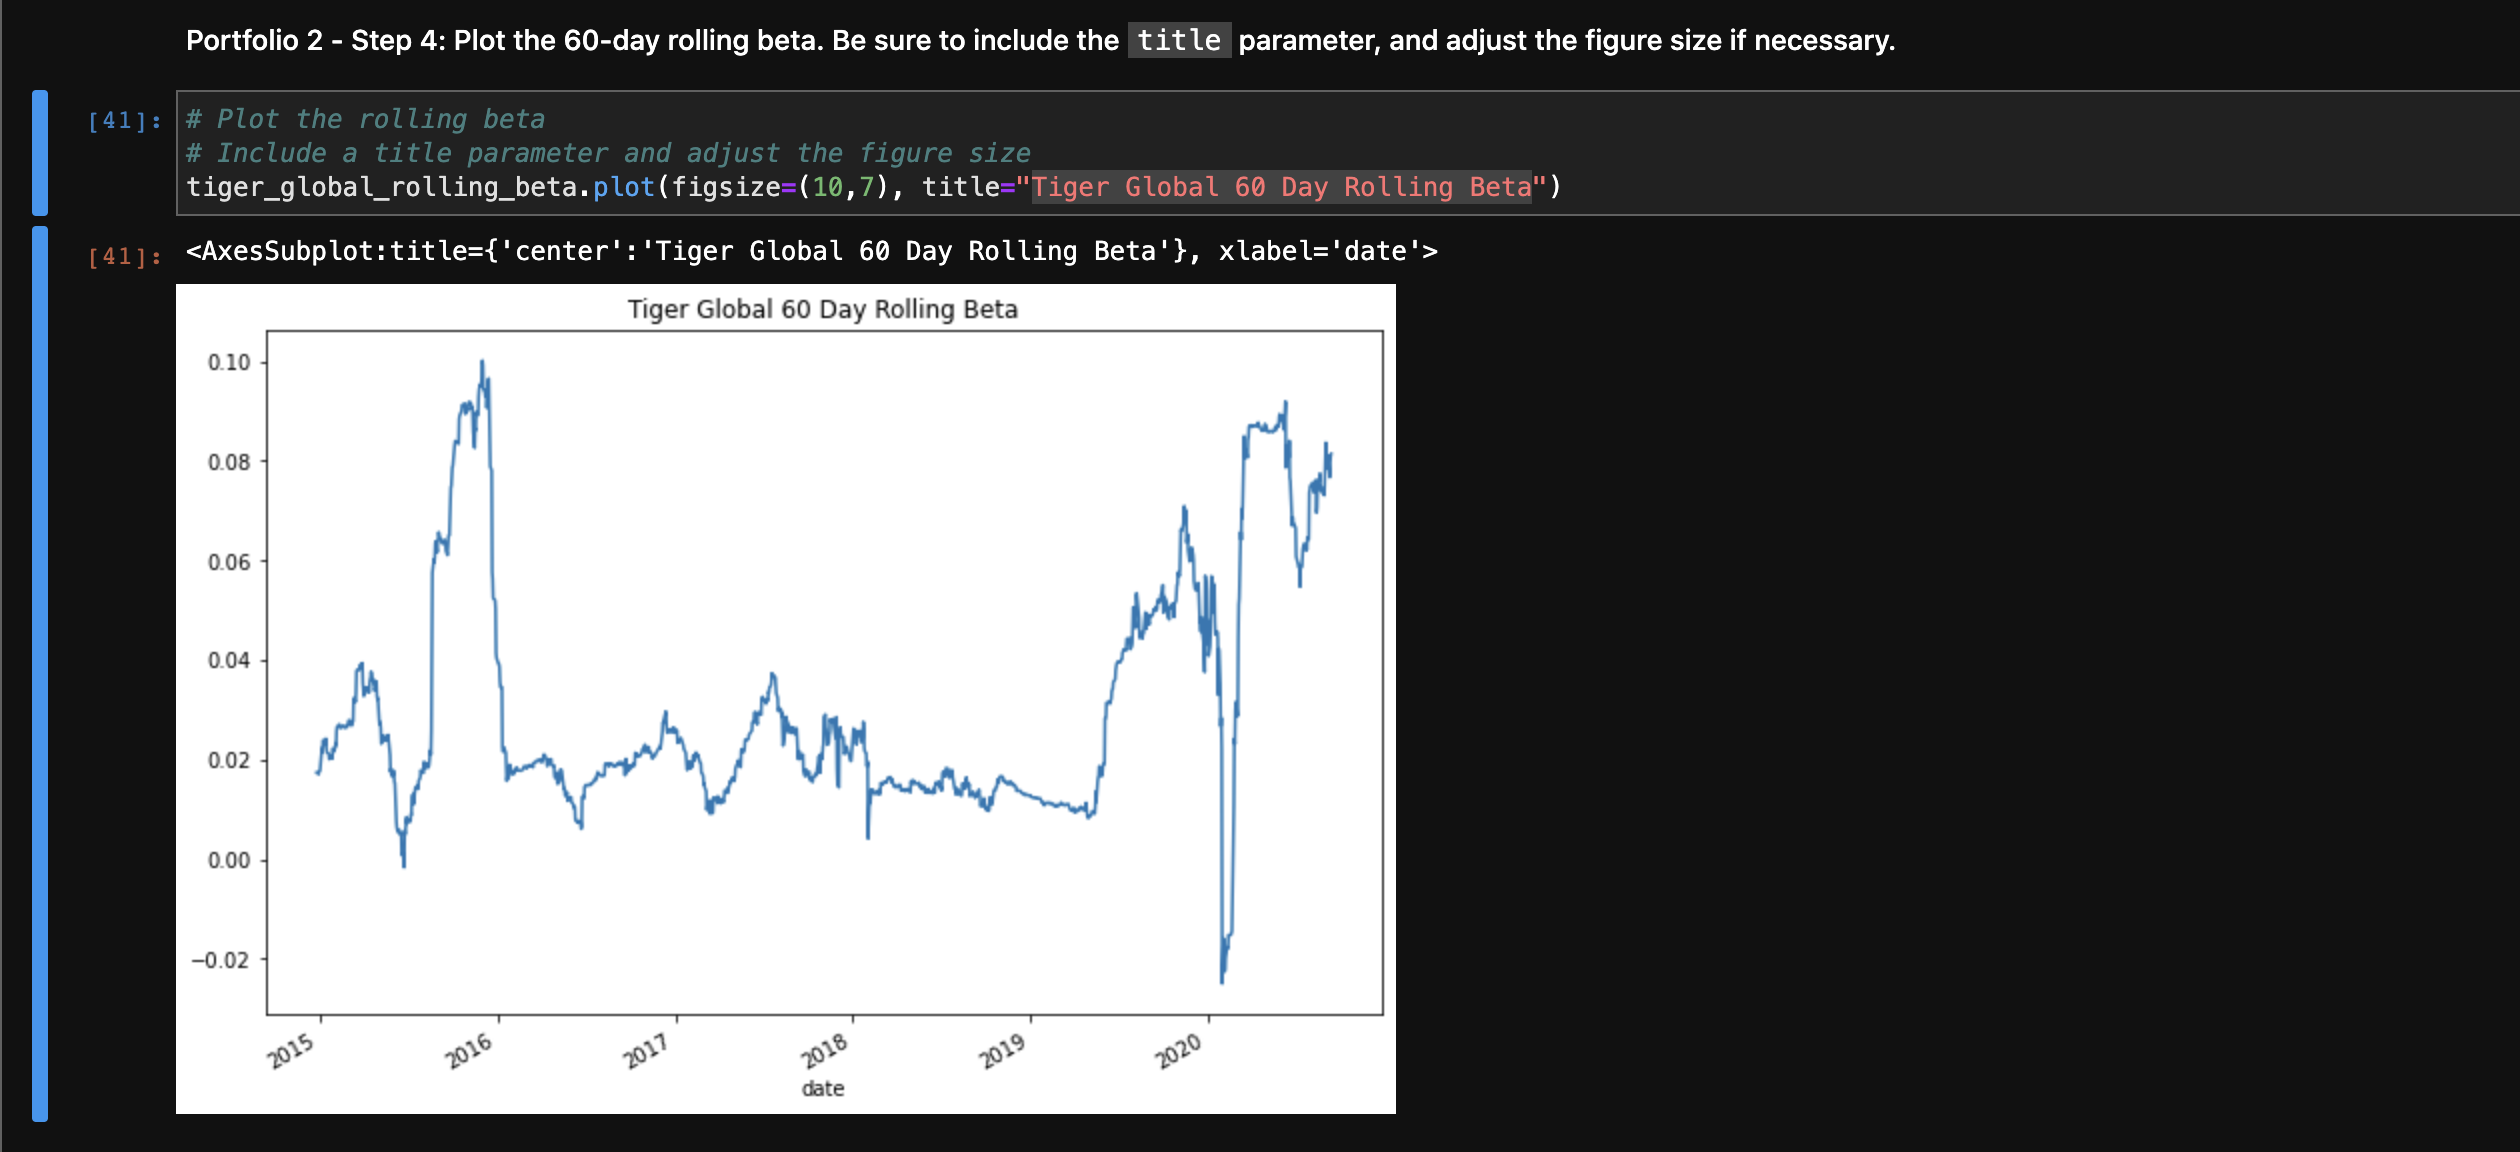 Portfolio 2 - Step 4: Plot the 60-day rolling beta. Be sure to include the title parameter, and adjust the figure size if necessary.
[41]:
# Plot the rolling beta
# Include a title parameter and adjust the figure size
tiger_global_rolling_beta.plot(figsize=(10,7), title="Tiger Global 60 Day Rolling Beta")
[41]:
<AxesSubplot:title={'center':'Tiger Global 60 Day Rolling Beta'}, xlabel='date'>
Tiger Global 60 Day Rolling Beta
0.10
0.08
0.06
0.04
0.02
0.00
−0.02
2015 2016 2017 2018 2019 2020
date